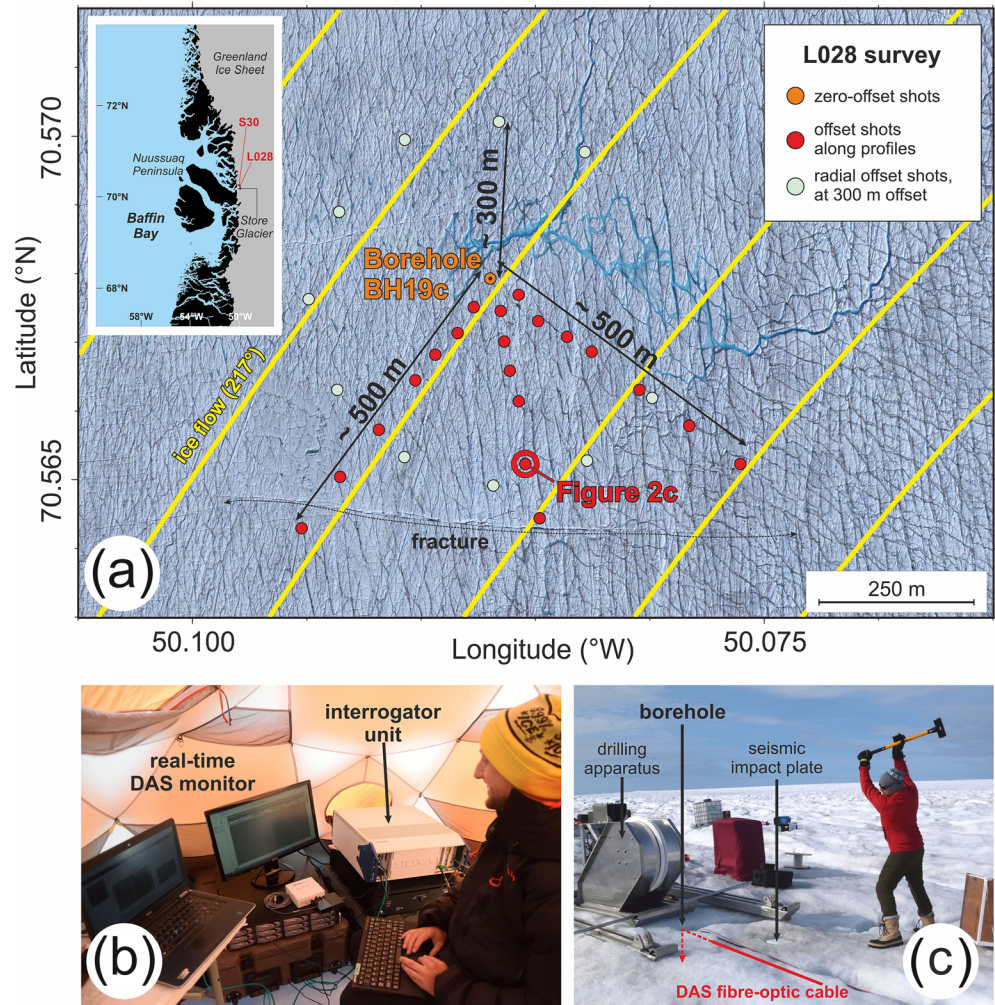 Greenland
Ice Sheet
72°N
S30
L028
Nuussuaq
Peninsula
70°N
Store
Glacier
Baffin
Bay
68°N
58°W
54°W
50°W
L028 survey
zero-offset shots
offset shots
along profiles
radial offset shots,
at 300 m offset
~ 300 m
Borehole
BH19c
~ 500 m
~ 500 m
ice flow (217°)
Figure 2c
fracture
250 m
(a)
70.570
70.565
Latitude (°N)
50.100
50.075
Longitude (°W)
interrogator
unit
real-time
DAS monitor
(b)
borehole
drilling
apparatus
seismic
impact plate
DAS fibre-optic cable
(c)